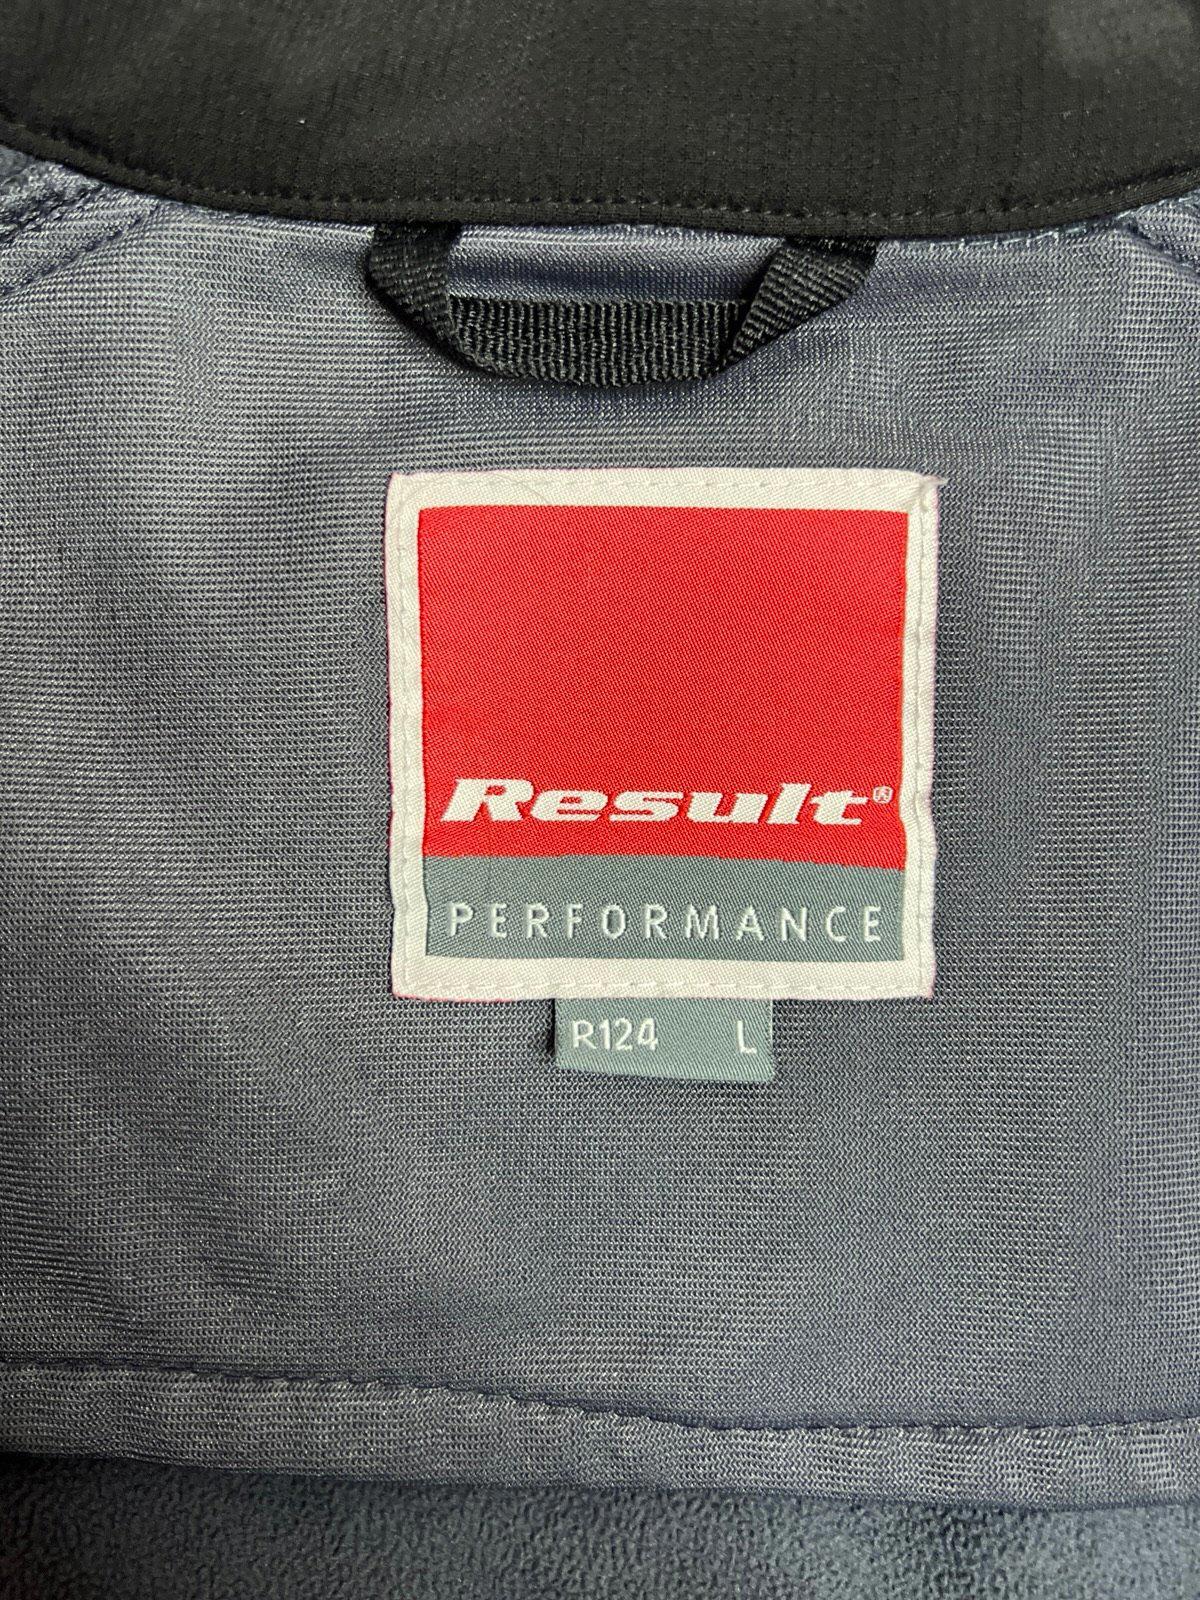 Result®
PERFORMANCE
R124 L